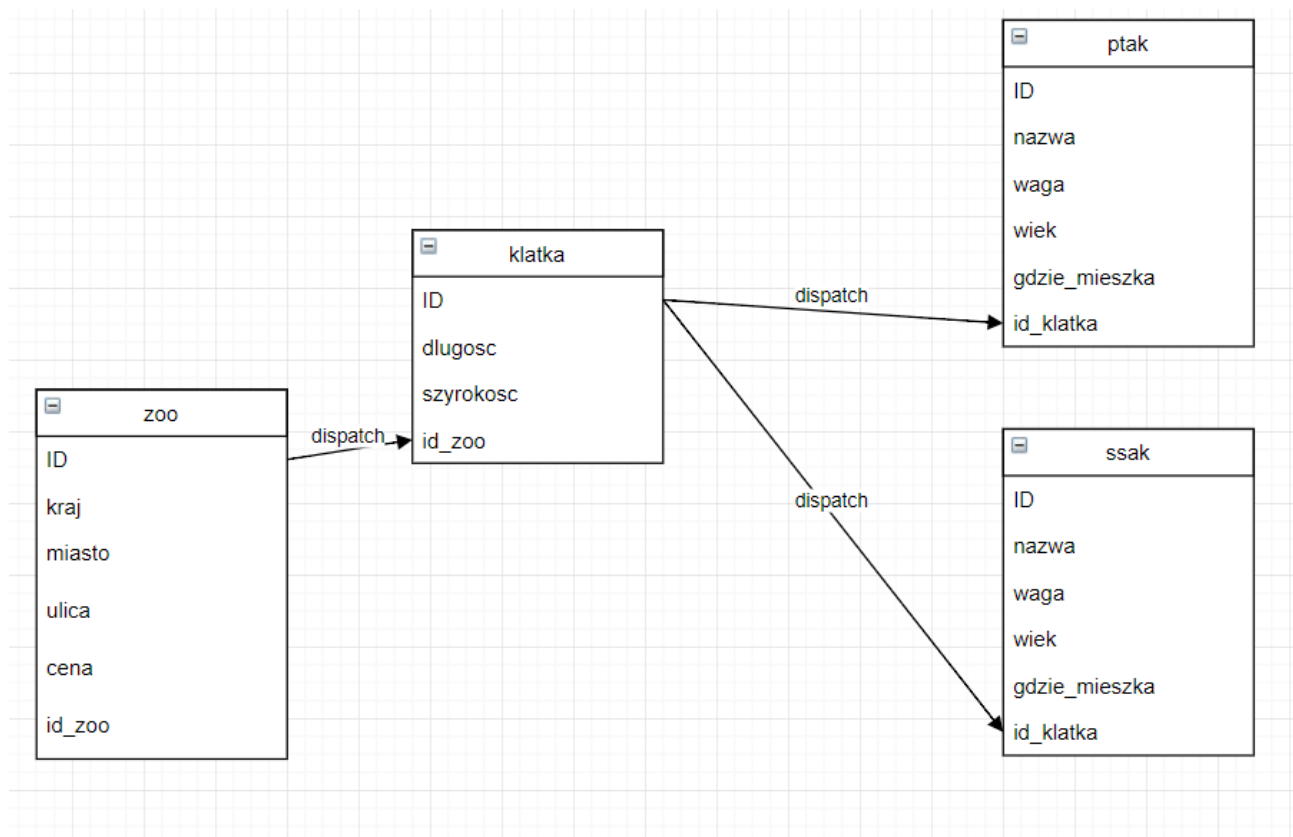 zoo
ID
kraj
miasto
ulica
cena
id_zoo
dispatch
klatka
ID
dlugosc
szyrokosc
id_zoo
dispatch
dispatch
ptak
ID
nazwa
waga
wiek
gdzie_mieszka
id_klatka
ssak
ID
nazwa
waga
wiek
gdzie_mieszka
id_klatka